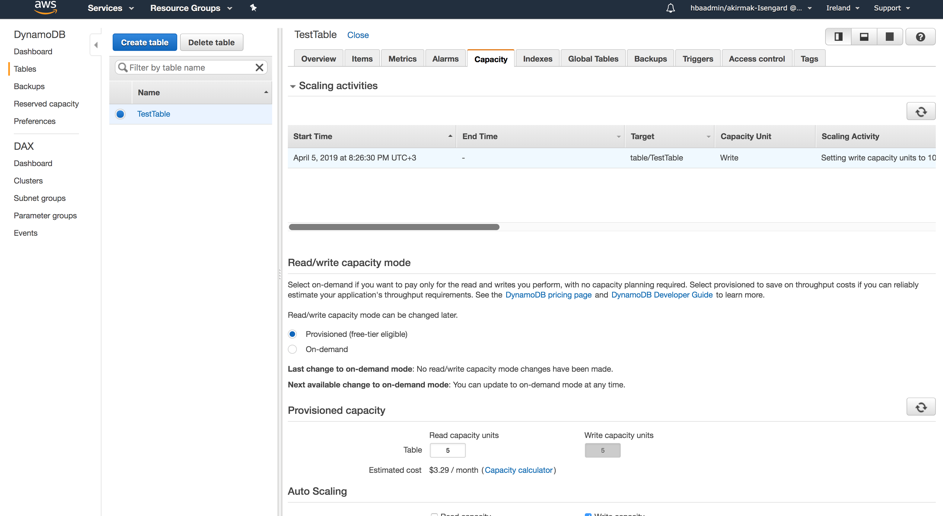 aws
Services
Resource Groups
hbaadmin/akirmak-Isengard @...
Ireland
Support
DynamoDB
Dashboard
Tables
Backups
Reserved capacity
Preferences
DAX
Dashboard
Clusters
Subnet groups
Parameter groups
Events
Create table
Delete table
Filter by table name
Name
TestTable
TestTable Close
Overview Items Metrics Alarms Capacity Indexes Global Tables Backups Triggers Access control Tags
Scaling activities
Start Time End Time Target Capacity Unit Scaling Activity
April 5, 2019 at 8:26:30 PM UTC+3 - table/TestTable Write Setting write capacity units to 10
Read/write capacity mode
Select on-demand if you want to pay only for the read and writes you perform, with no capacity planning required. Select provisioned to save on throughput costs if you can reliably
estimate your application's throughput requirements. See the DynamoDB pricing page and DynamoDB Developer Guide to learn more.
Read/write capacity mode can be changed later.
Provisioned (free-tier eligible)
On-demand
Last change to on-demand mode: No read/write capacity mode changes have been made.
Next available change to on-demand mode: You can update to on-demand mode at any time.
Provisioned capacity
Read capacity units Write capacity units
Table 5 5
Estimated cost $3.29 / month (Capacity calculator)
Auto Scaling
Read capacity Write capacity